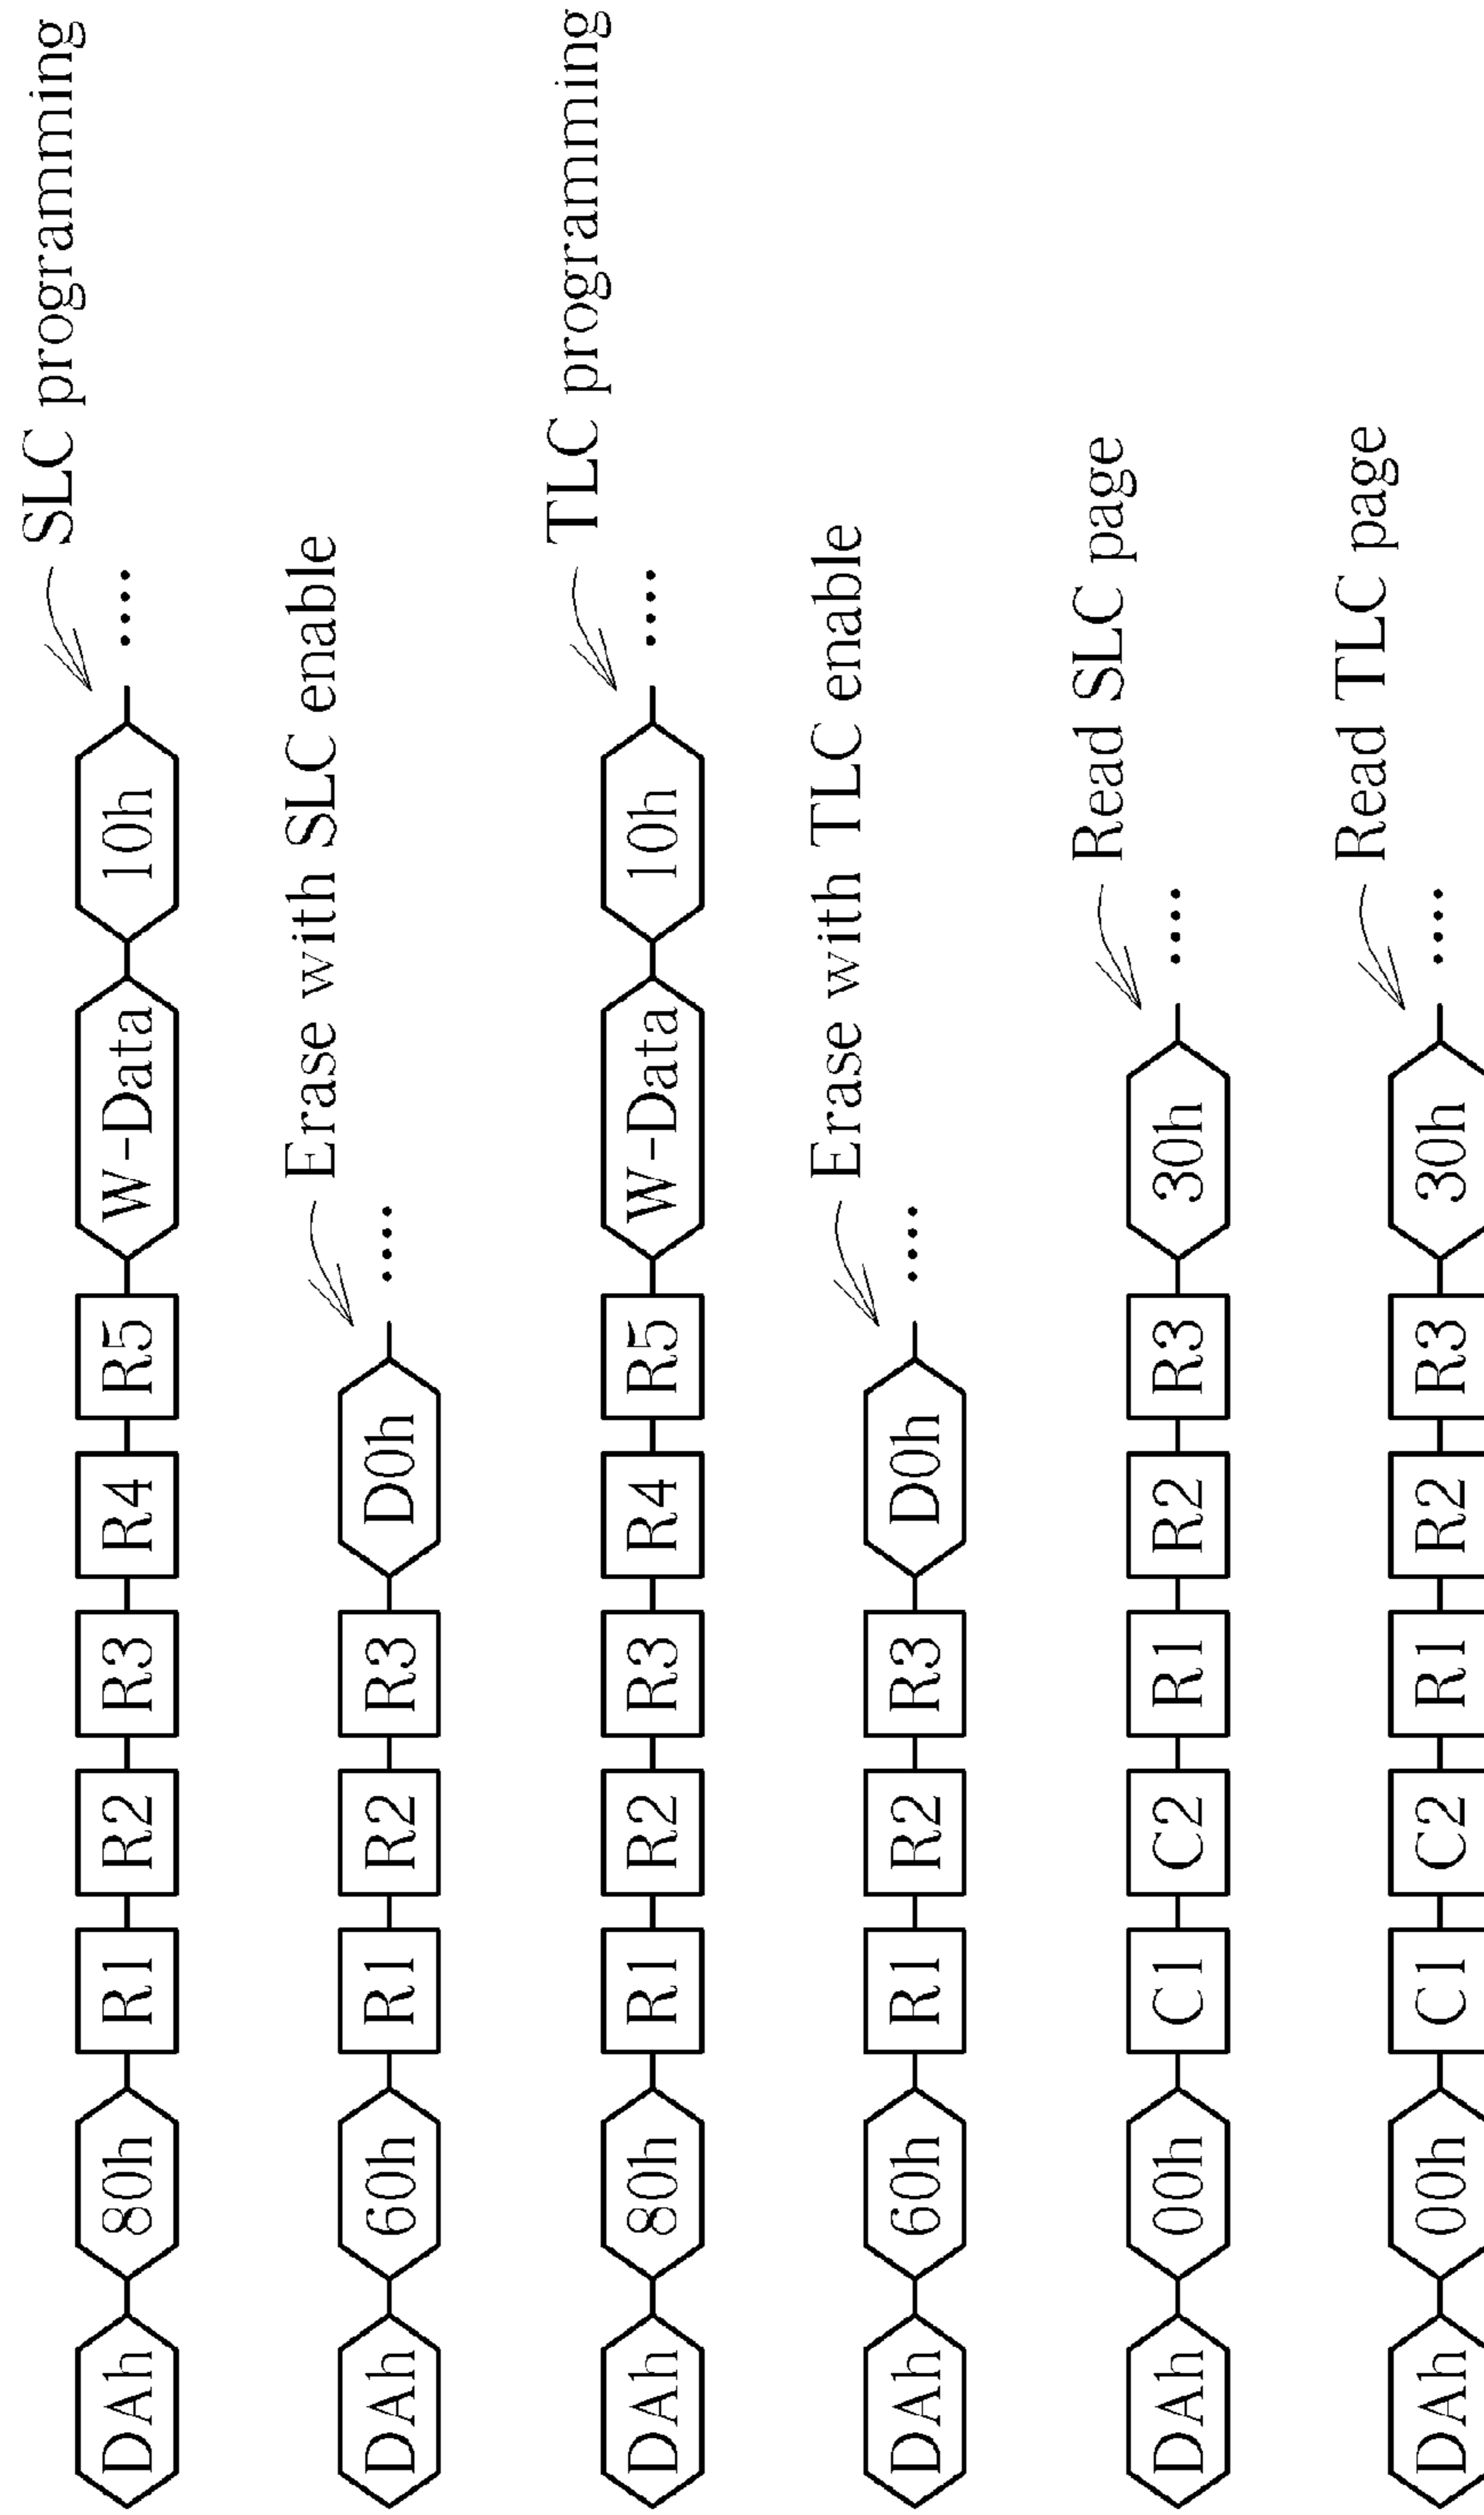 SLC programming
DAh 80h R1 R2 R3 R4 R5 W-Data 10h ....
Erase with SLC enable
DAh 60h R1 R2 R3 D0h ....
TLC programming
DAh 80h R1 R2 R3 R4 R5 W-Data 10h ....
Erase with TLC enable
DAh 60h R1 R2 R3 D0h ....
Read SLC page
DAh 00h C1 C2 R1 R2 R3 30h ....
Read TLC page
DAh 00h C1 C2 R1 R2 R3 30h ....